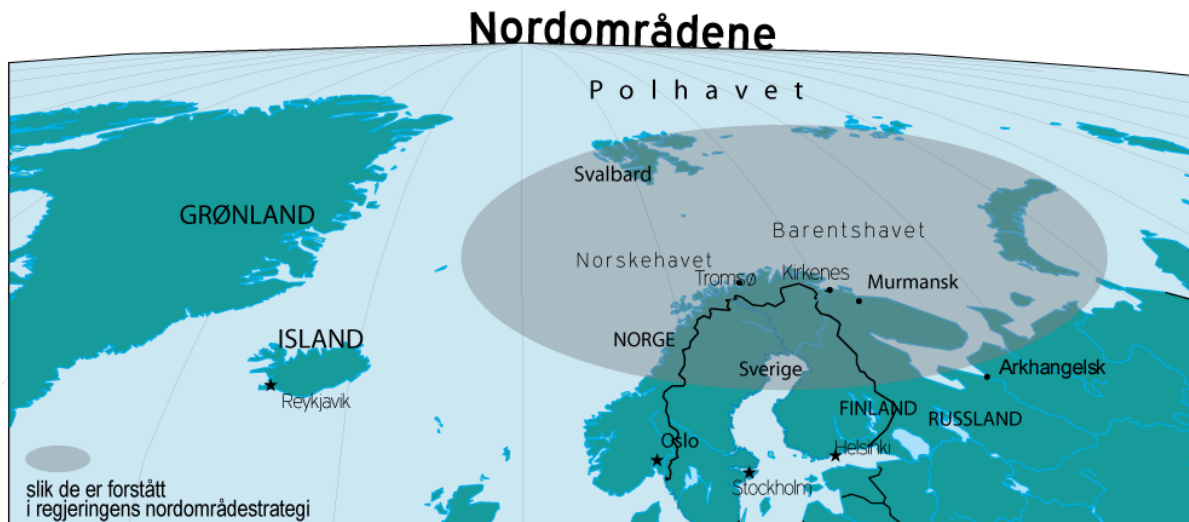 Nordområdene
Polhavet
Svalbard
GRØNLAND
Barentshavet
Norskehavet
Tromsø
Kirkenes
Murmansk
NORGE
ISLAND
Sverige
Arkhangelsk
Reykjavik
FINLAND
RUSSLAND
Oslo
Helsinki
Stockholm
slik de er forstått
i regjeringens nordområdestrategi